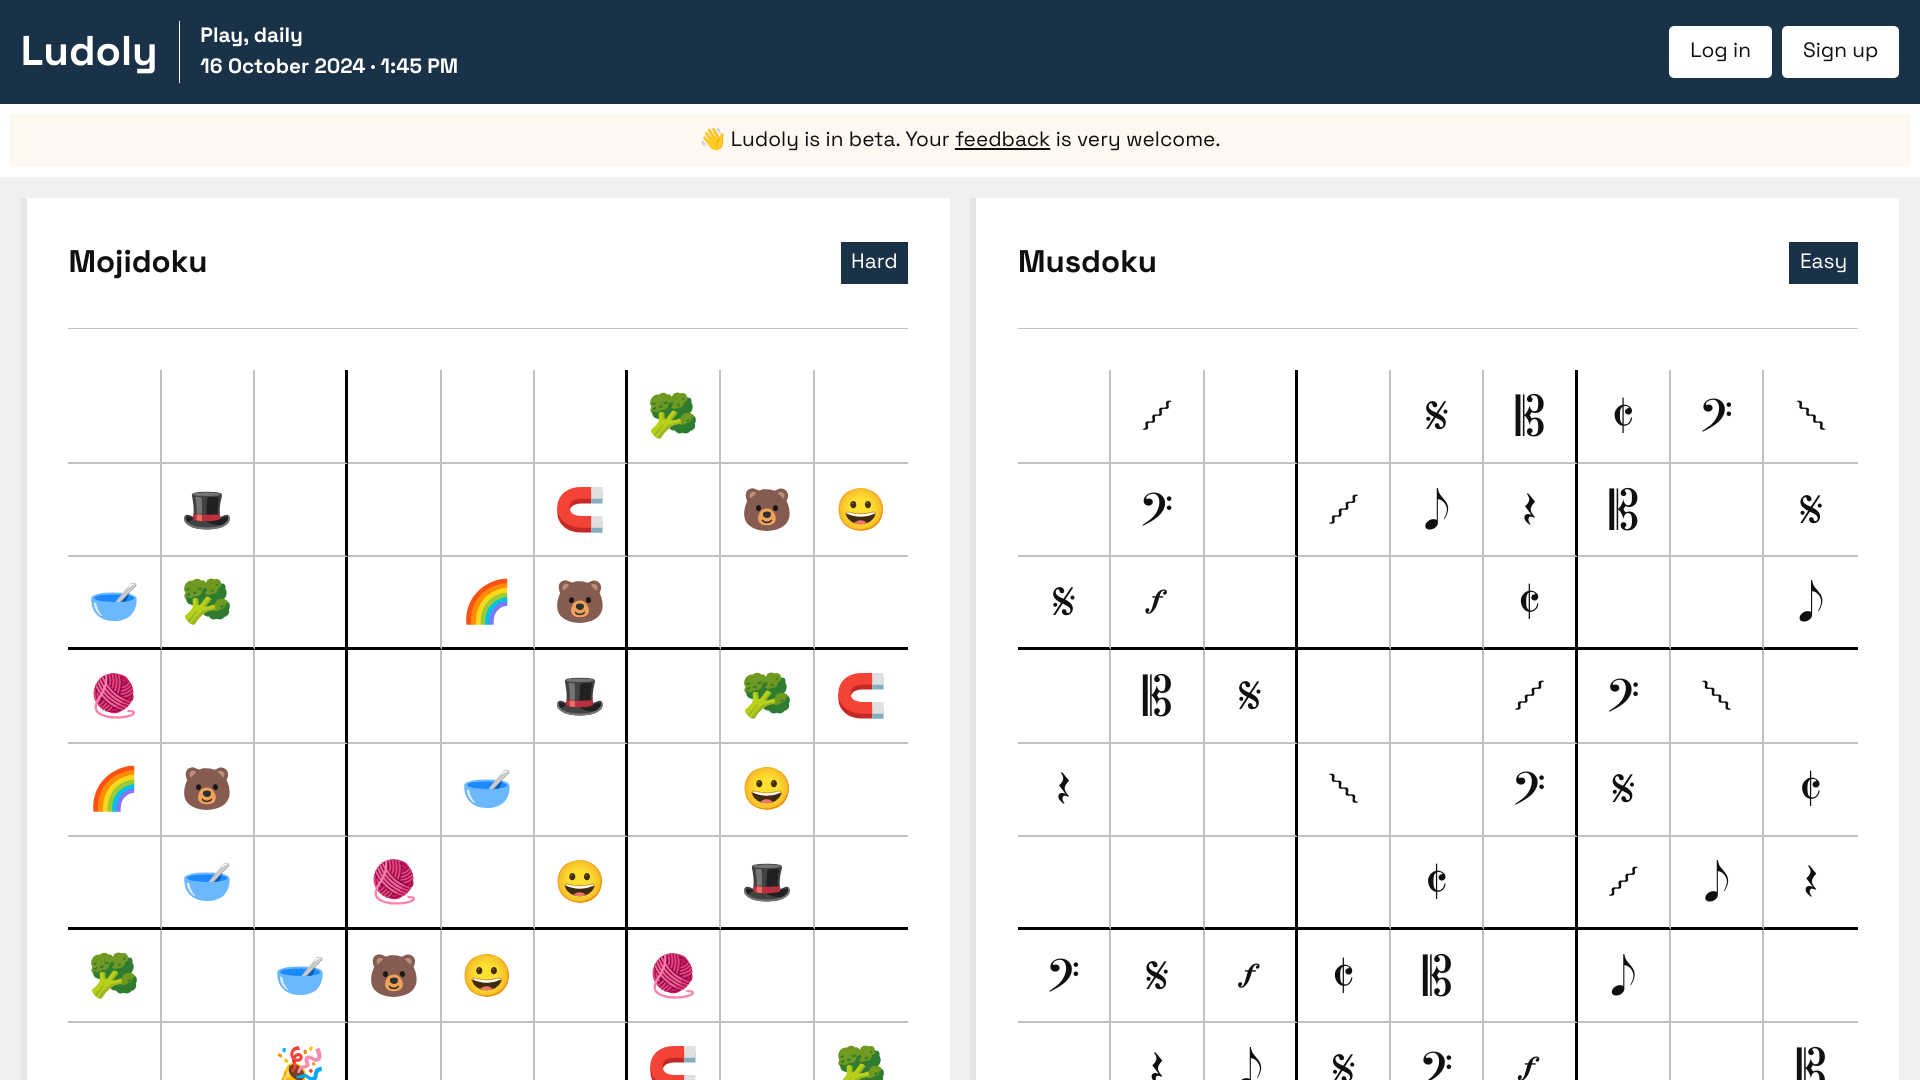 Ludoly
Play, daily
16 October 2024 · 1:45 PM
Log in
Sign up
👋 Ludoly is in beta. Your feedback is very welcome.
Mojidoku
Hard
Musdoku
Easy